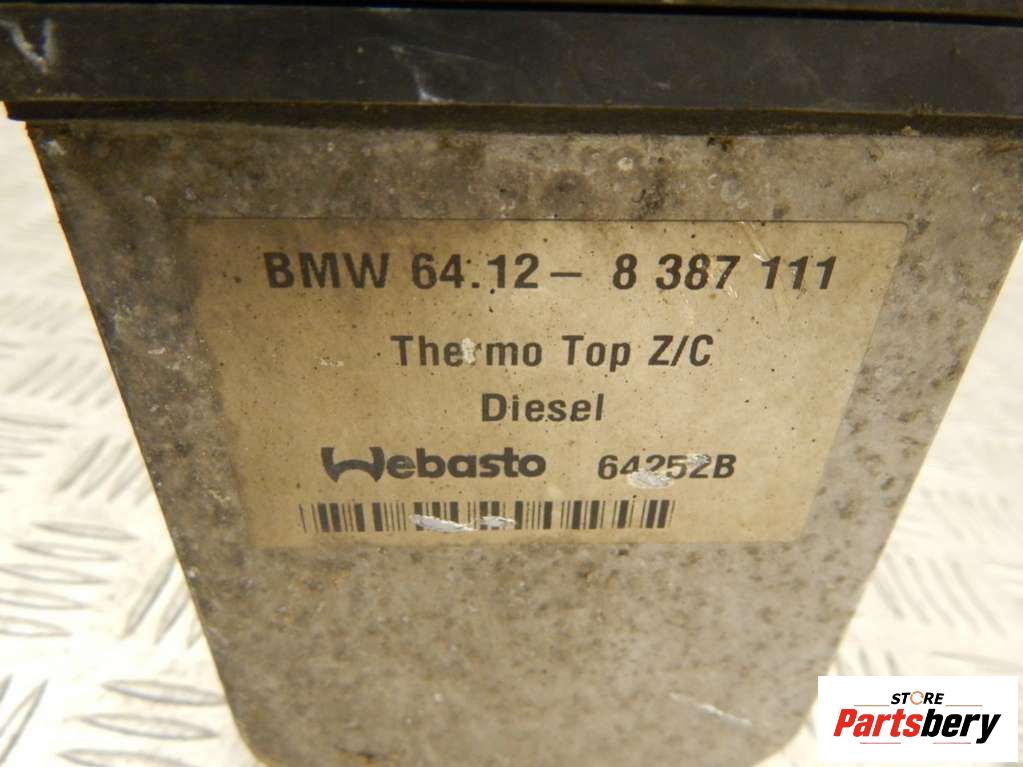 BMW 64.12 – 8 387 111
Thermo Top Z/C
Diesel
Webasto 64252B
STORE
Partsbery